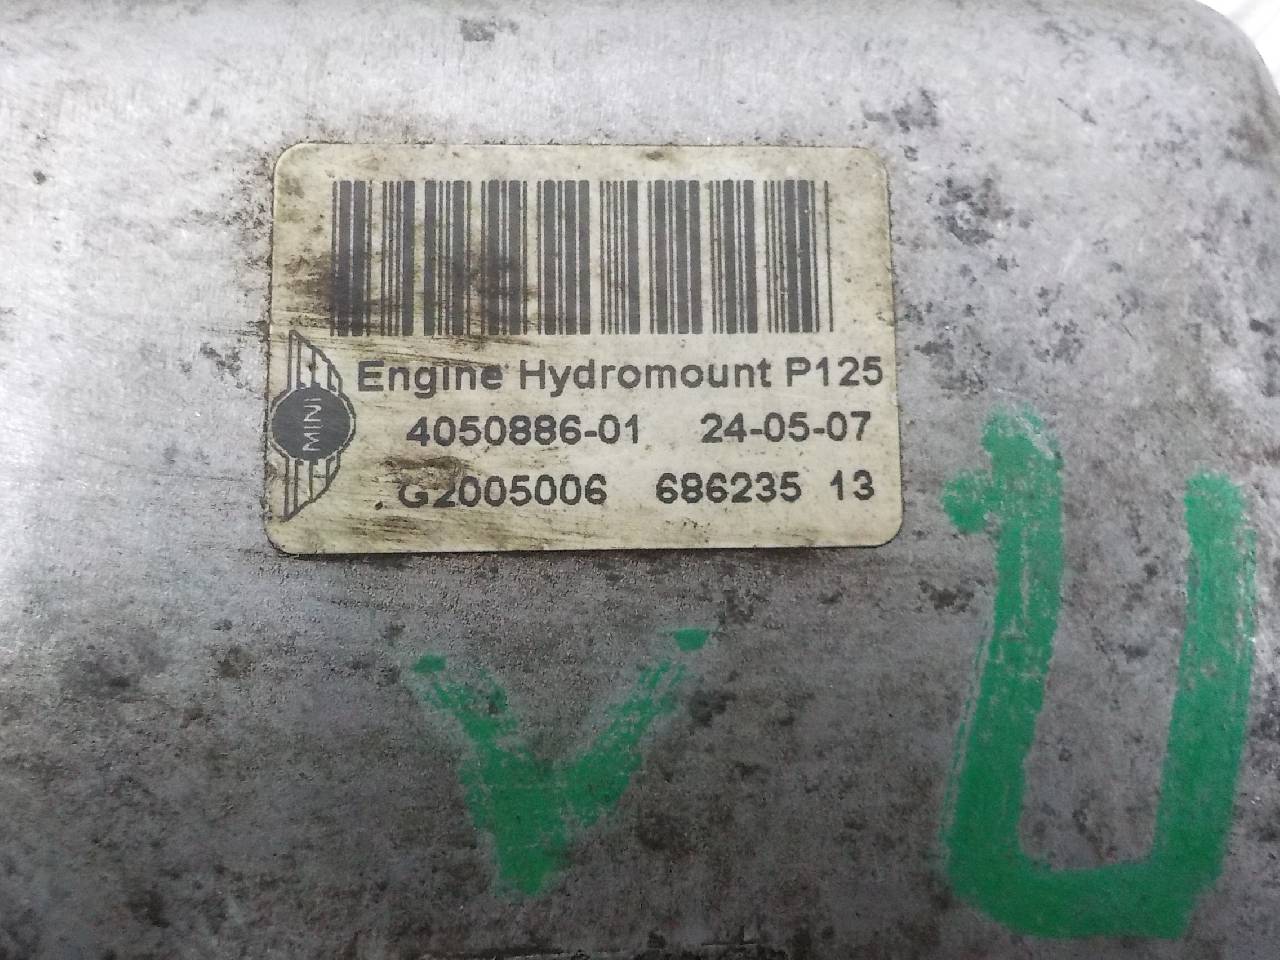 Engine Hydromount P125
MINI
4050886-01 24-05-07
G2005006 686235 13
V U